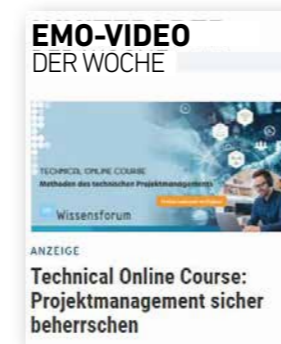 EMO-VIDEO
DER WOCHE
TECHNICAL ONLINE COURSE
Methoden des technischen Projektmanagements
Wissensforum
ANZEIGE
Technical Online Course:
Projektmanagement sicher
beherrschen